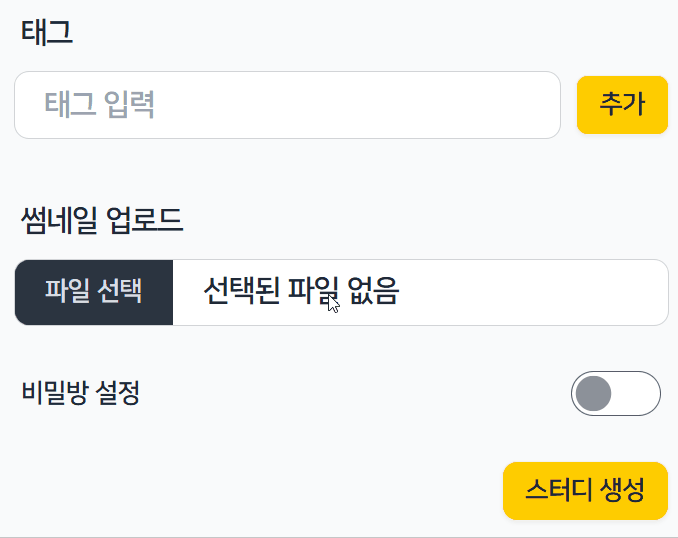 태그
태그 입력
추가
썸네일 업로드
파일 선택
선택된 파일 없음
비밀방 설정
스터디 생성